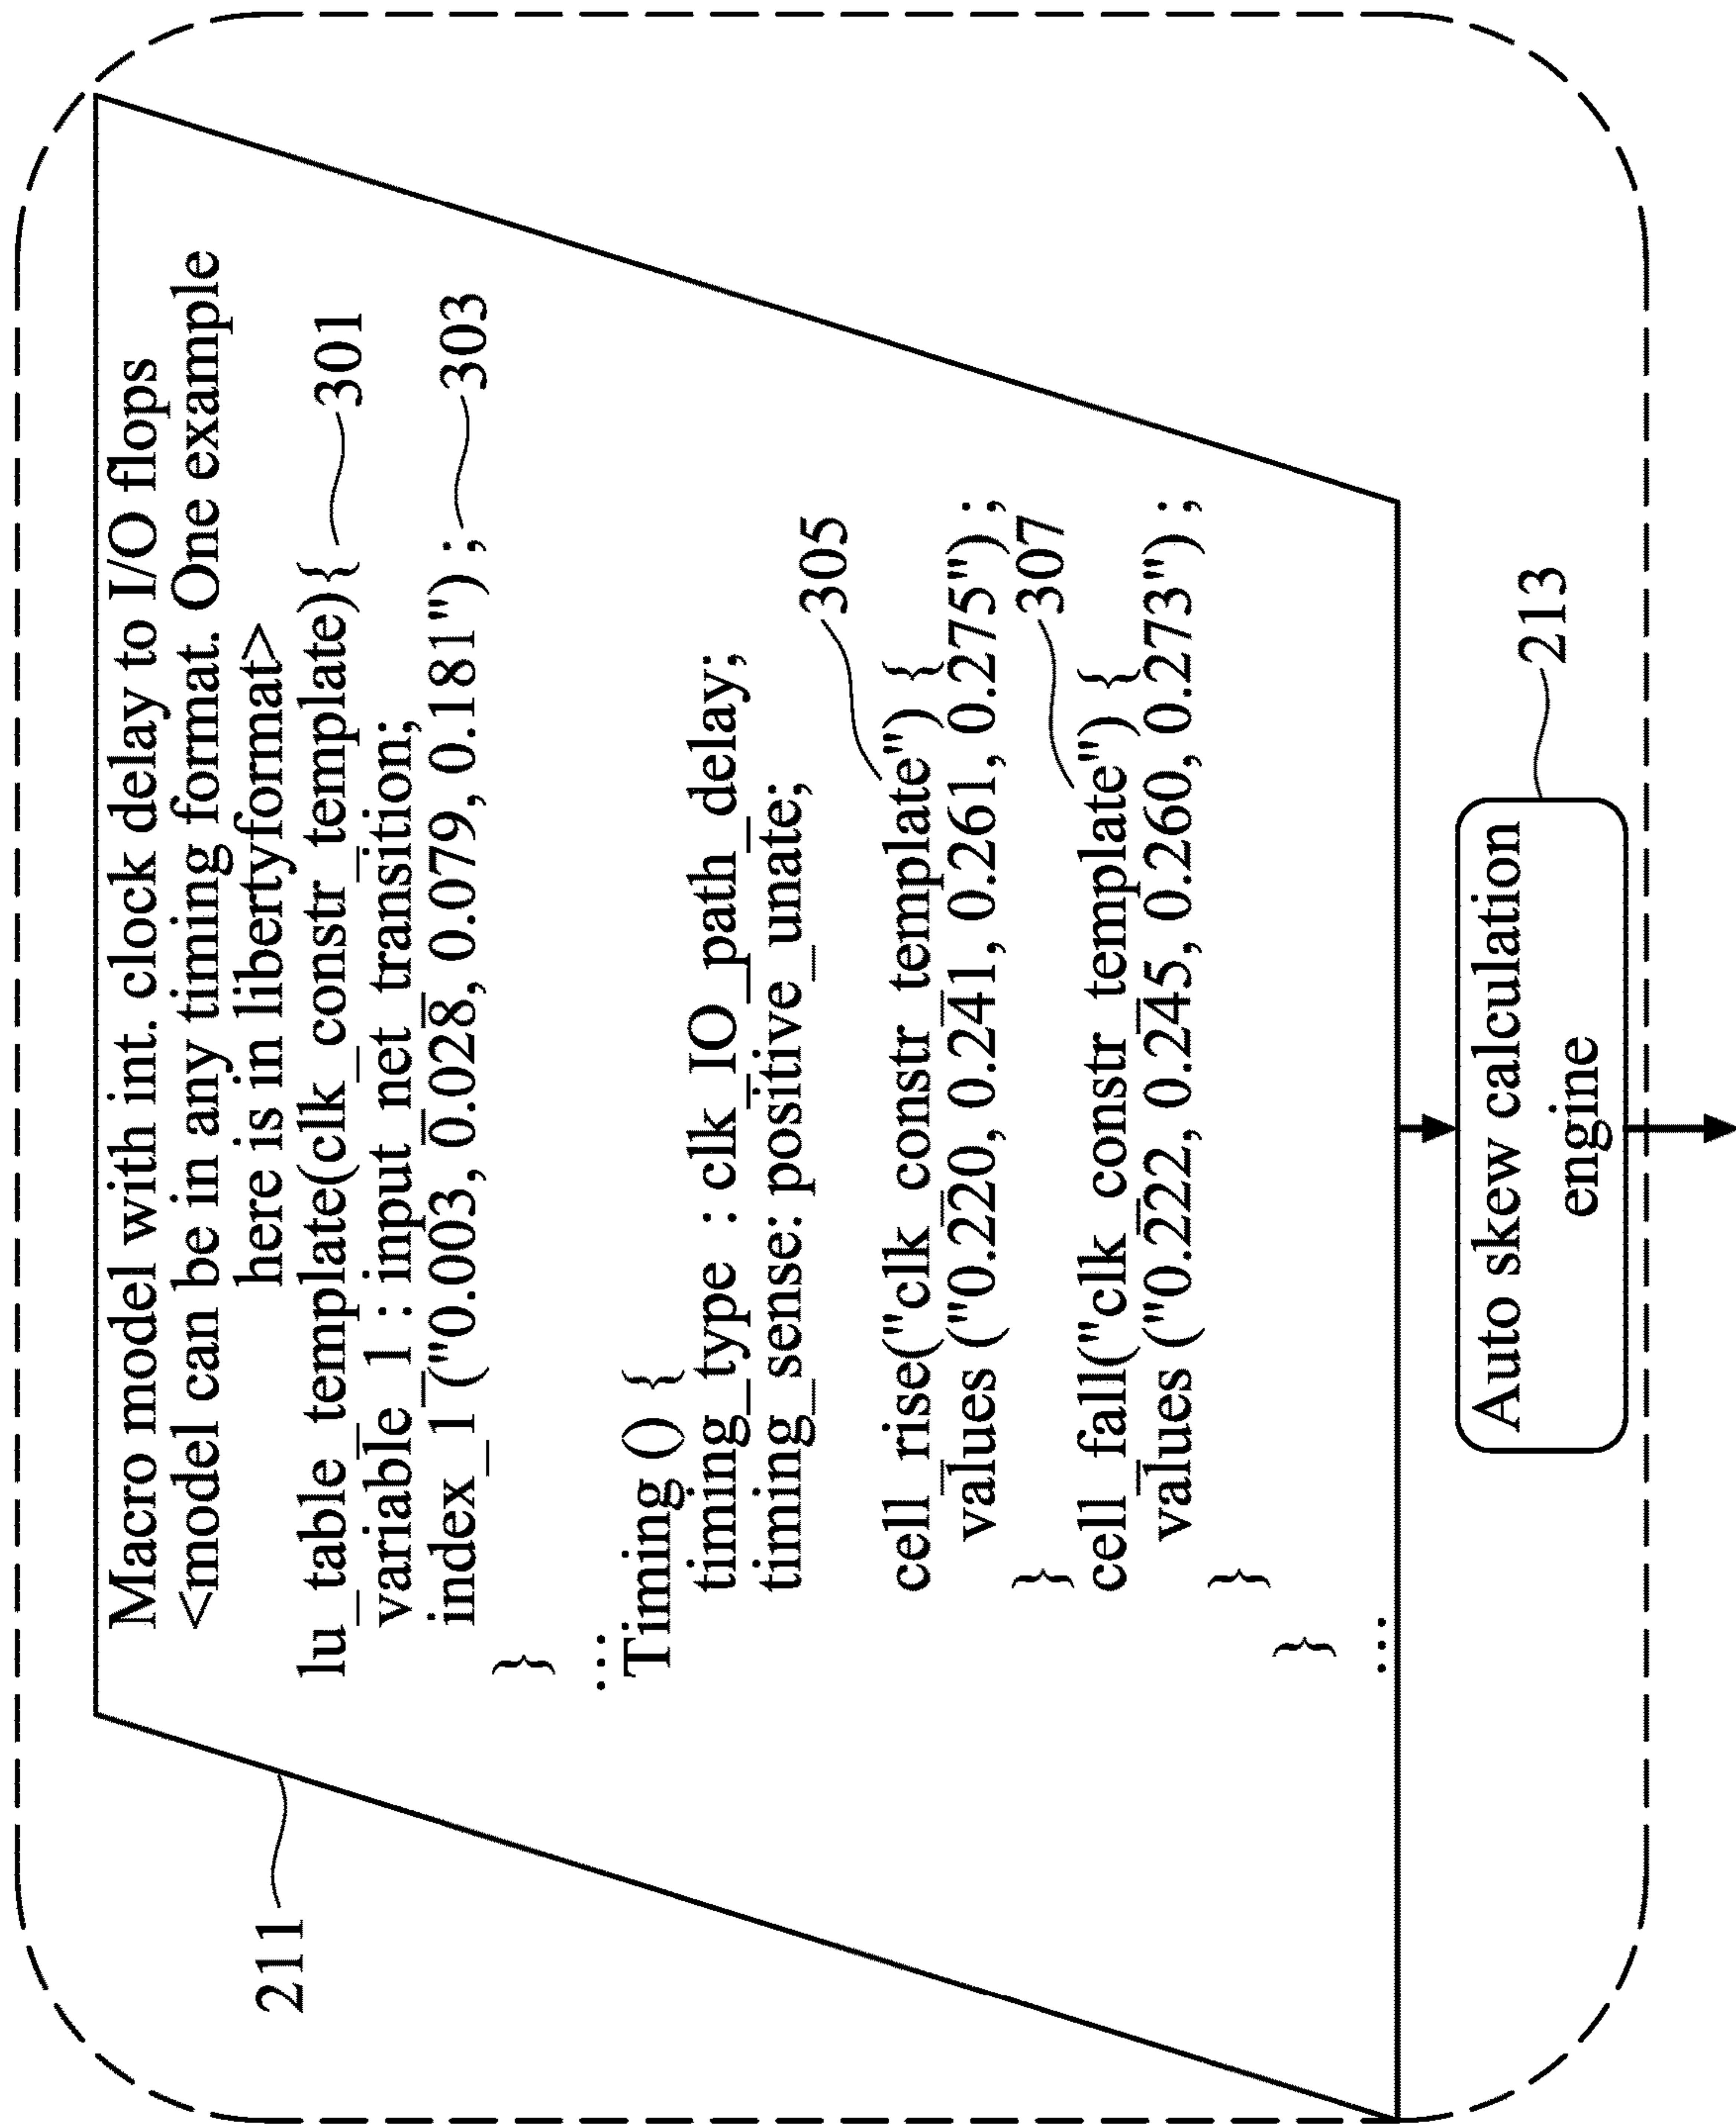 Macro model with int. clock delay to I/O flops
<model can be in any timing format. One example
here is in libertyformat>
lu_table_template(clk_constr_template){
301
variable_1 : input_net_transition;
index_1 ("0.003, 0.028, 0.079, 0.181") ;
303
}
...
Timing () {
timing_type : clk_IO_path_delay;
timing_sense: positive_unate;
305
cell_rise("clk_constr_template") {
values ("0.220, 0.241, 0.261, 0.275") ;
}
307
cell_fall("clk_constr_template") {
values ("0.222, 0.245, 0.260, 0.273") ;
}
}
...
211
Auto skew calculation
engine
213